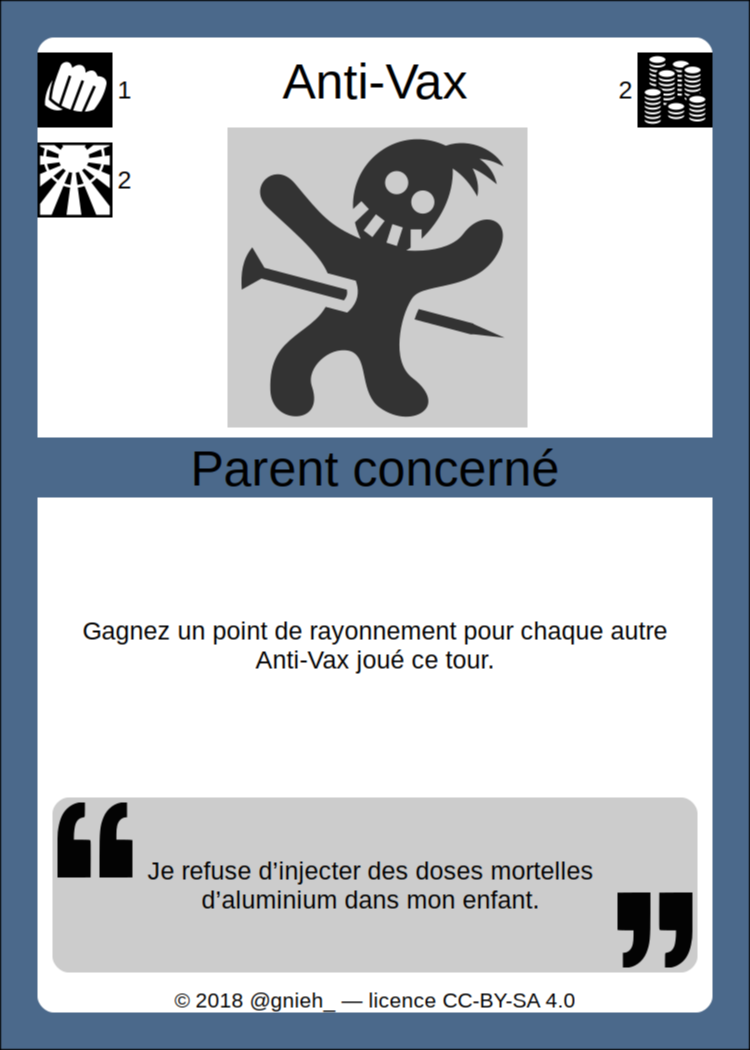 1
Anti-Vax
2
2
Parent concerné
Gagnez un point de rayonnement pour chaque autre
Anti-Vax joué ce tour.
“
Je refuse d’injecter des doses mortelles
d’aluminium dans mon enfant.
”
© 2018 @gnieh_ — licence CC-BY-SA 4.0